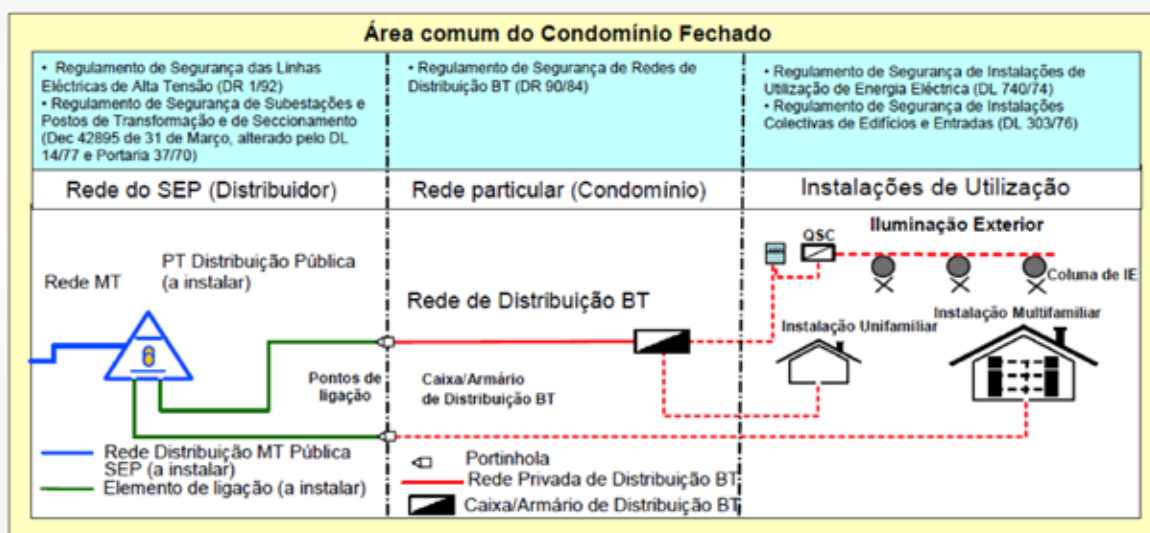 Área comum do Condomínio Fechado
• Regulamento de Segurança das Linhas
Eléctricas de Alta Tensão (DR 1/92)
• Regulamento de Segurança de Subestações e
Postos de Transformação e de Seccionamento
(Dec 42895 de 31 de Março, alterado pelo DL
14/77 e Portaria 37/70)
• Regulamento de Segurança de Redes de
Distribuição BT (DR 90/84)
• Regulamento de Segurança de Instalações de
Utilização de Energia Eléctrica (DL 740/74)
• Regulamento de Segurança de Instalações
Colectivas de Edifícios e Entradas (DL 303/76)
Rede do SEP (Distribuidor)
Rede particular (Condomínio)
Instalações de Utilização
Rede MT
PT Distribuição Pública
(a instalar)
Pontos de
ligação
Rede Distribuição MT Pública
SEP (a instalar)
Elemento de ligação (a instalar)
Rede de Distribuição BT
Caixa/Armário
de Distribuição BT
Portinhola
Rede Privada de Distribuição BT
Caixa/Armário de Distribuição BT
Iluminação Exterior
QSC
Coluna de IE
Instalação Unifamiliar
Instalação Multifamiliar